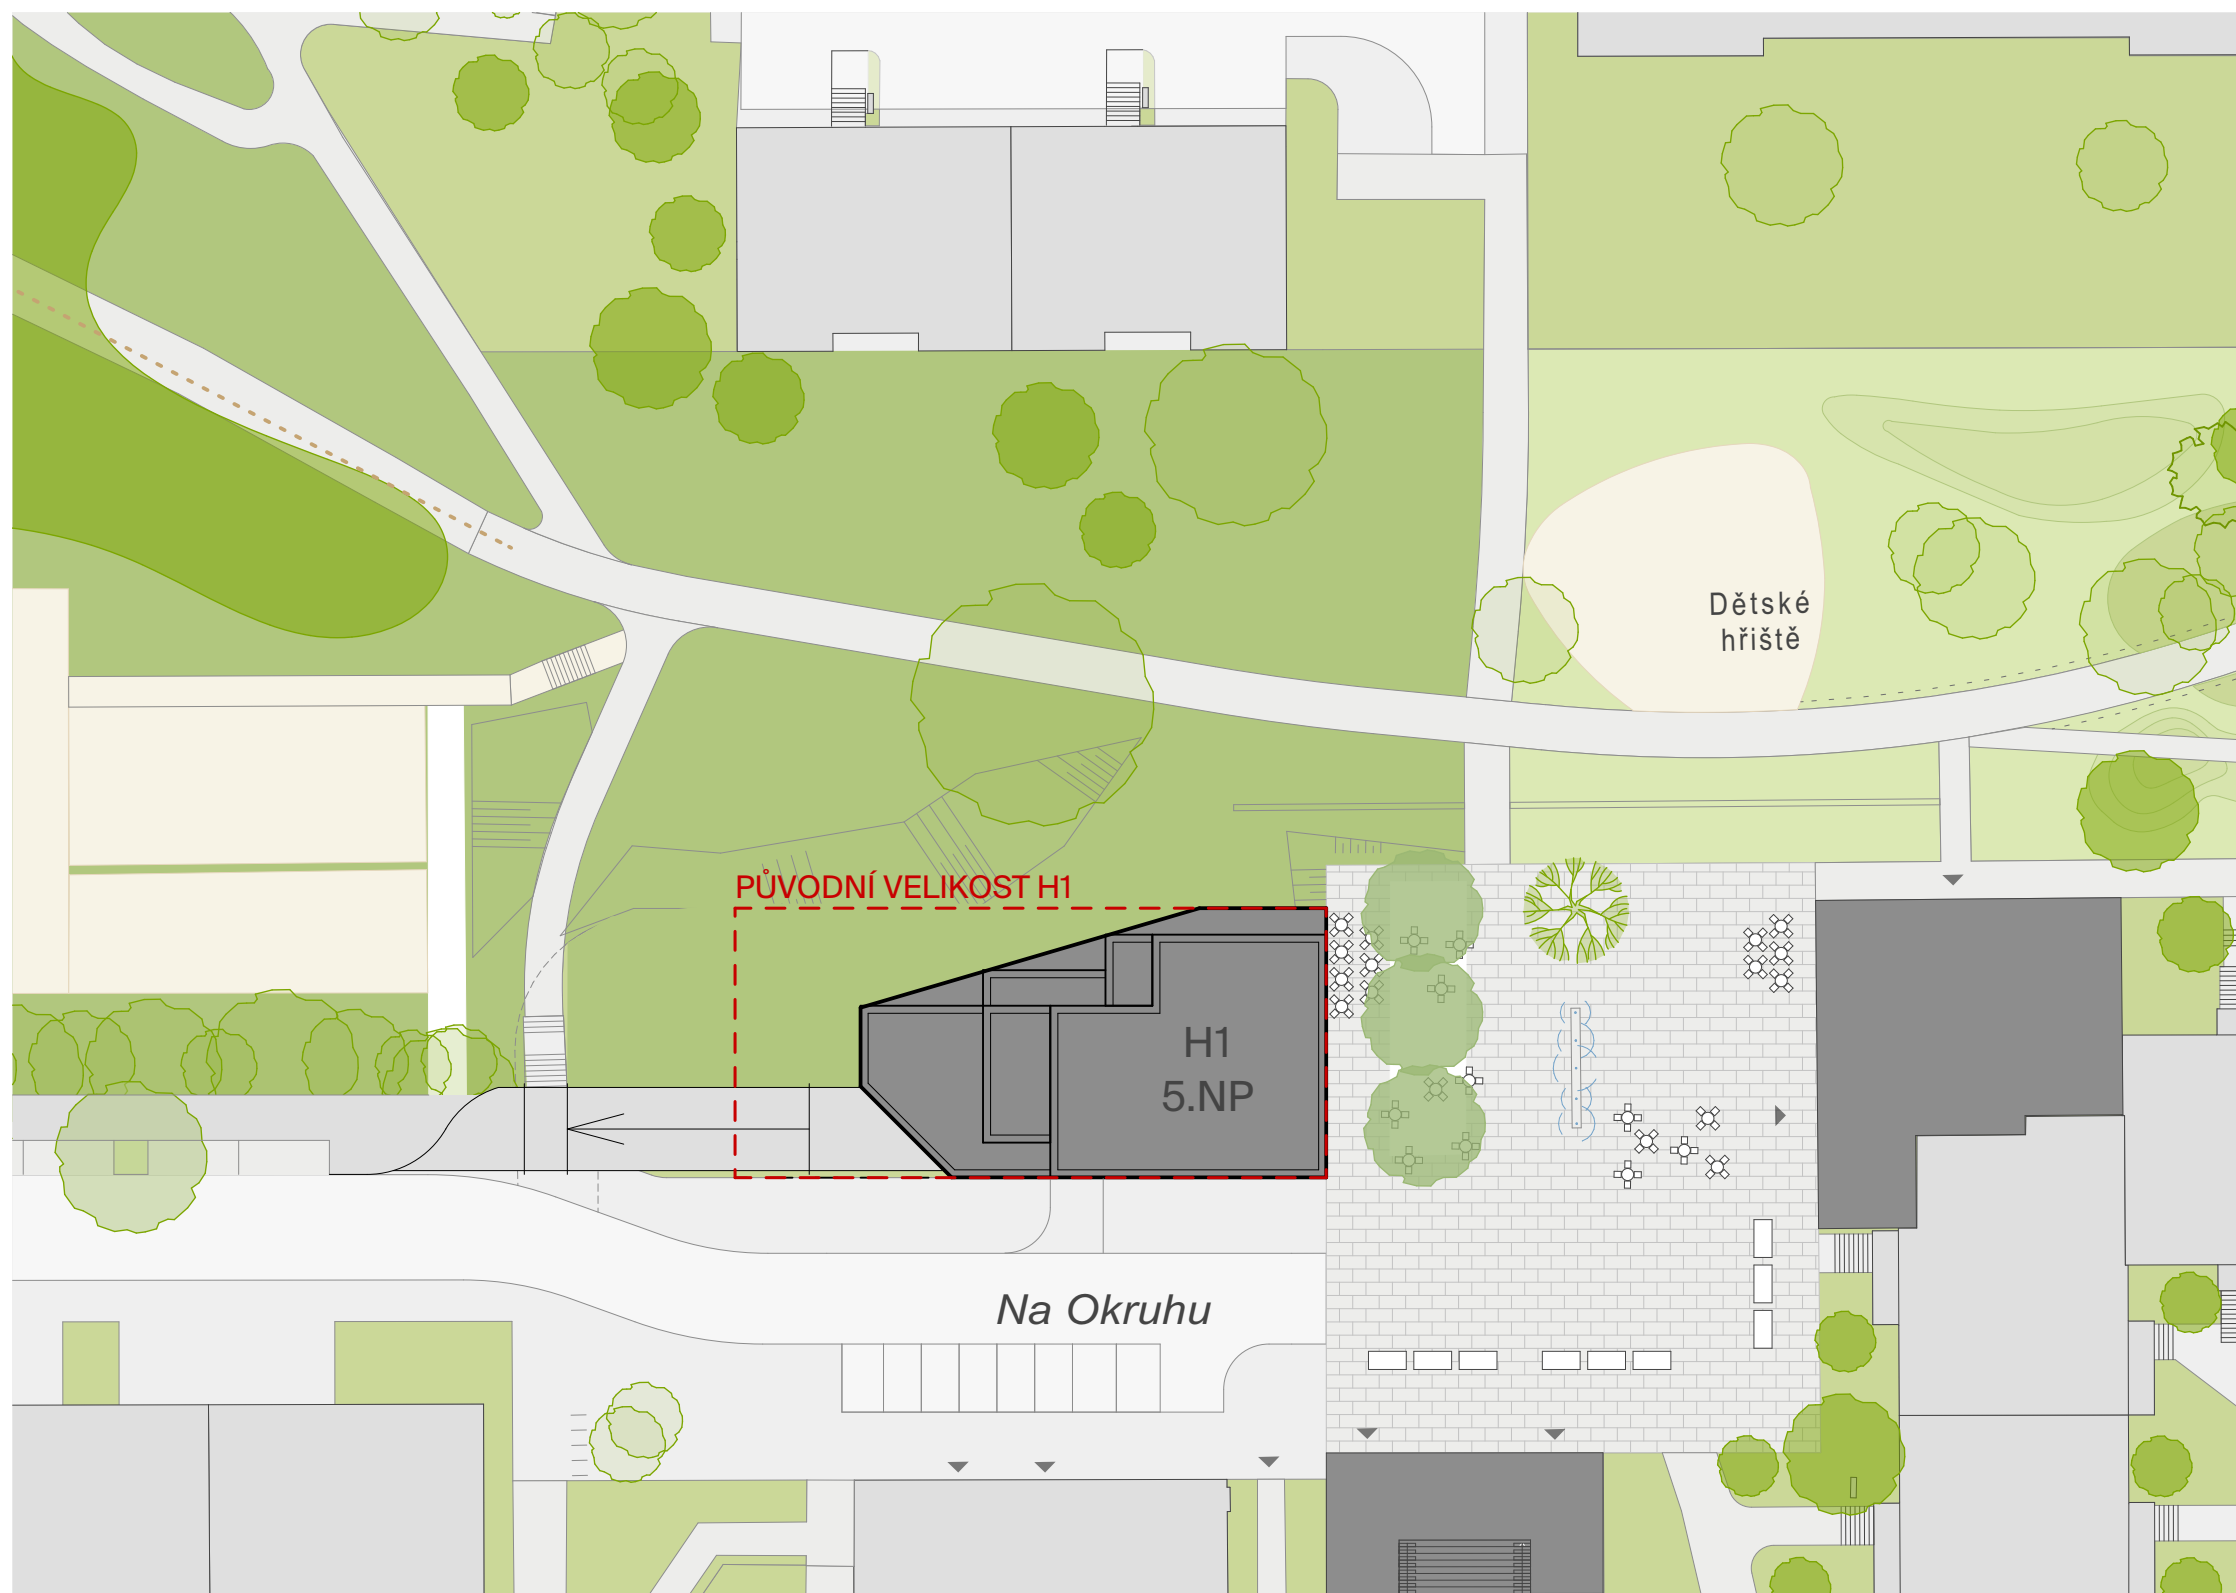 Dětské
hřiště
PŮVODNÍ VELIKOST H1
H1
5.NP
Na Okruhu